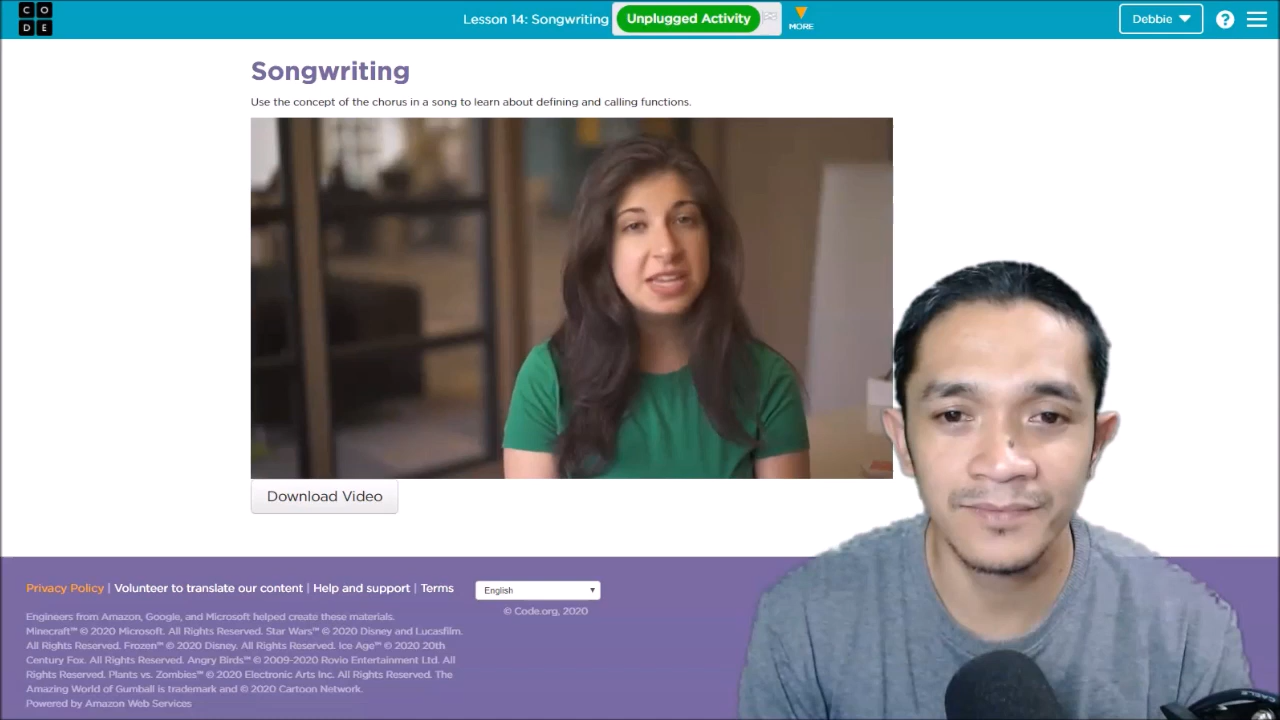 CO
DE
Lesson 14: Songwriting
Unplugged Activity
MORE
Debbie
?
Songwriting
Use the concept of the chorus in a song to learn about defining and calling functions.
Download Video
Privacy Policy | Volunteer to translate our content | Help and support | Terms
English
© Code.org, 2020
Engineers from Amazon, Google, and Microsoft helped create these materials.
Minecraft™ © 2020 Microsoft. All Rights Reserved. Star Wars™ © 2020 Disney and Lucasfilm.
All Rights Reserved. Frozen™ © 2020 Disney. All Rights Reserved. Ice Age™ © 2020 20th
Century Fox. All Rights Reserved. Angry Birds™ © 2009-2020 Rovio Entertainment Ltd. All
Rights Reserved. Plants vs. Zombies™ © 2020 Electronic Arts Inc. All Rights Reserved. The
Amazing World of Gumball is trademark and © 2020 Cartoon Network.
Powered by Amazon Web Services